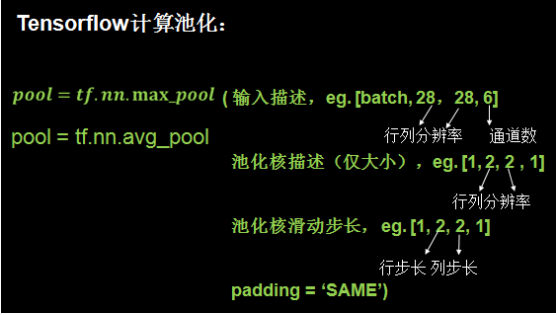 Tensorflow计算池化：
pool = tf.nn.max_pool ( 输入描述，eg. [batch, 28，28, 6]
pool = tf.nn.avg_pool
行列分辨率 通道数
池化核描述（仅大小），eg. [1, 2, 2 , 1]
行列分辨率
池化核滑动步长，eg. [1, 2, 2, 1]
行步长 列步长
padding = ‘SAME’)